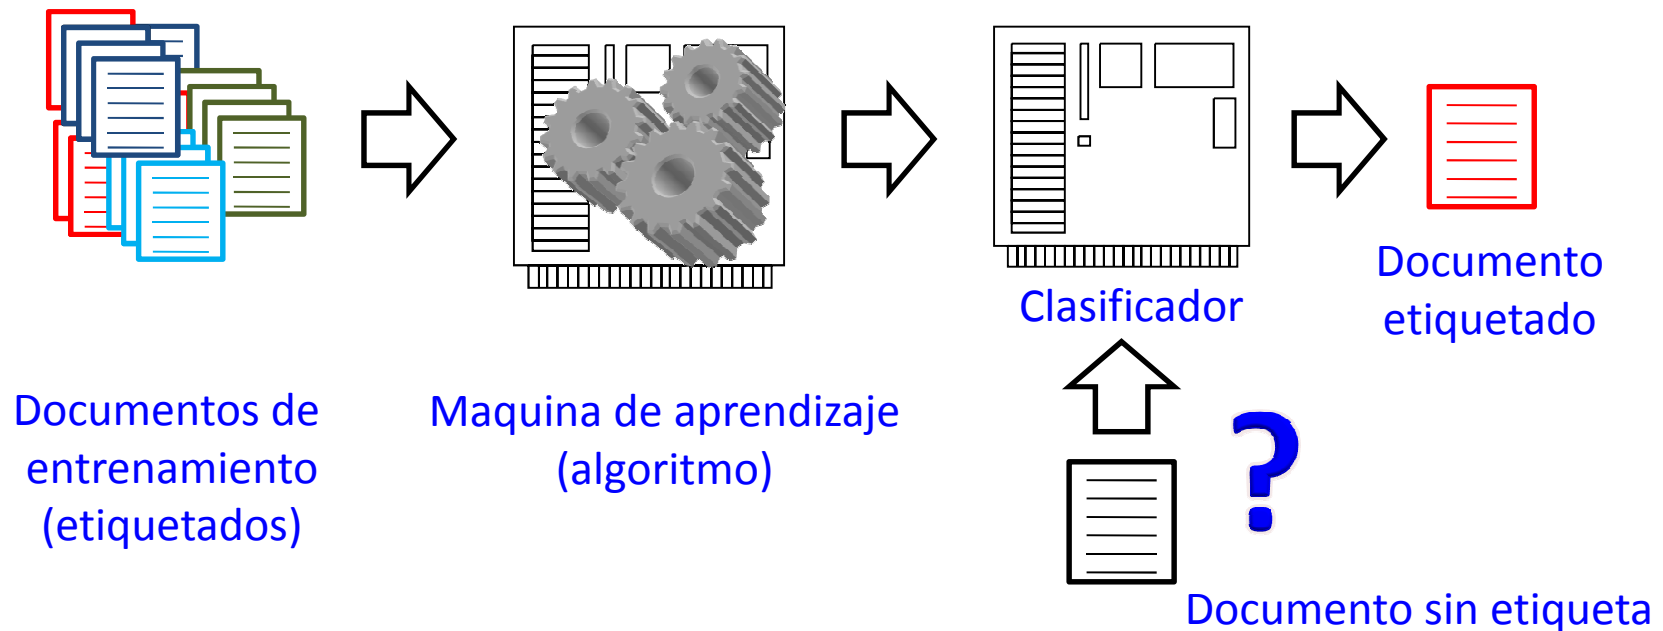 Documentos de
entrenamiento
(etiquetados)
Maquina de aprendizaje
(algoritmo)
Clasificador
Documento
etiquetado
?
Documento sin etiqueta